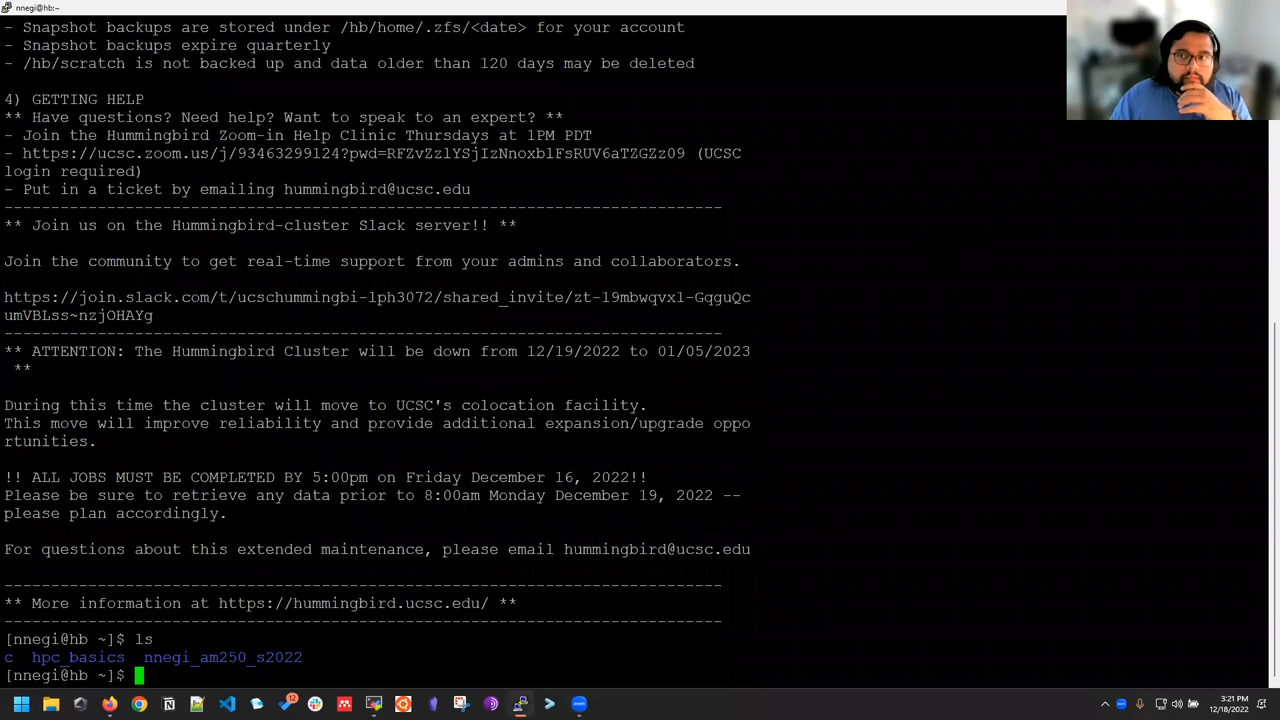 nnegi@hb:~
- Snapshot backups are stored under /hb/home/.zfs/<date> for your account
- Snapshot backups expire quarterly
- /hb/scratch is not backed up and data older than 120 days may be deleted
4) GETTING HELP
** Have questions? Need help? Want to speak to an expert? **
- Join the Hummingbird Zoom-in Help Clinic Thursdays at 1PM PDT
- https://ucsc.zoom.us/j/93463299124?pwd=RFZvZzlYSjIzNnoxblFsRUV6aTZGZz09 (UCSC
login required)
- Put in a ticket by emailing hummingbird@ucsc.edu
-----------------------------------------------------------------------------
** Join us on the Hummingbird-cluster Slack server!! **
Join the community to get real-time support from your admins and collaborators.
https://join.slack.com/t/ucschummingbi-lph3072/shared_invite/zt-19mbwqvx1-GqguQc
umVBLss~nzjOHAYg
-----------------------------------------------------------------------------
** ATTENTION: The Hummingbird Cluster will be down from 12/19/2022 to 01/05/2023
**
During this time the cluster will move to UCSC's colocation facility.
This move will improve reliability and provide additional expansion/upgrade oppo
rtunities.
!! ALL JOBS MUST BE COMPLETED BY 5:00pm on Friday December 16, 2022!!
Please be sure to retrieve any data prior to 8:00am Monday December 19, 2022 --
please plan accordingly.
For questions about this extended maintenance, please email hummingbird@ucsc.edu
-----------------------------------------------------------------------------
** More information at https://hummingbird.ucsc.edu/ **
-----------------------------------------------------------------------------
[nnegi@hb ~]$ ls
c hpc_basics nnegi_am250_s2022
[nnegi@hb ~]$
12
3:21 PM
12/18/2022